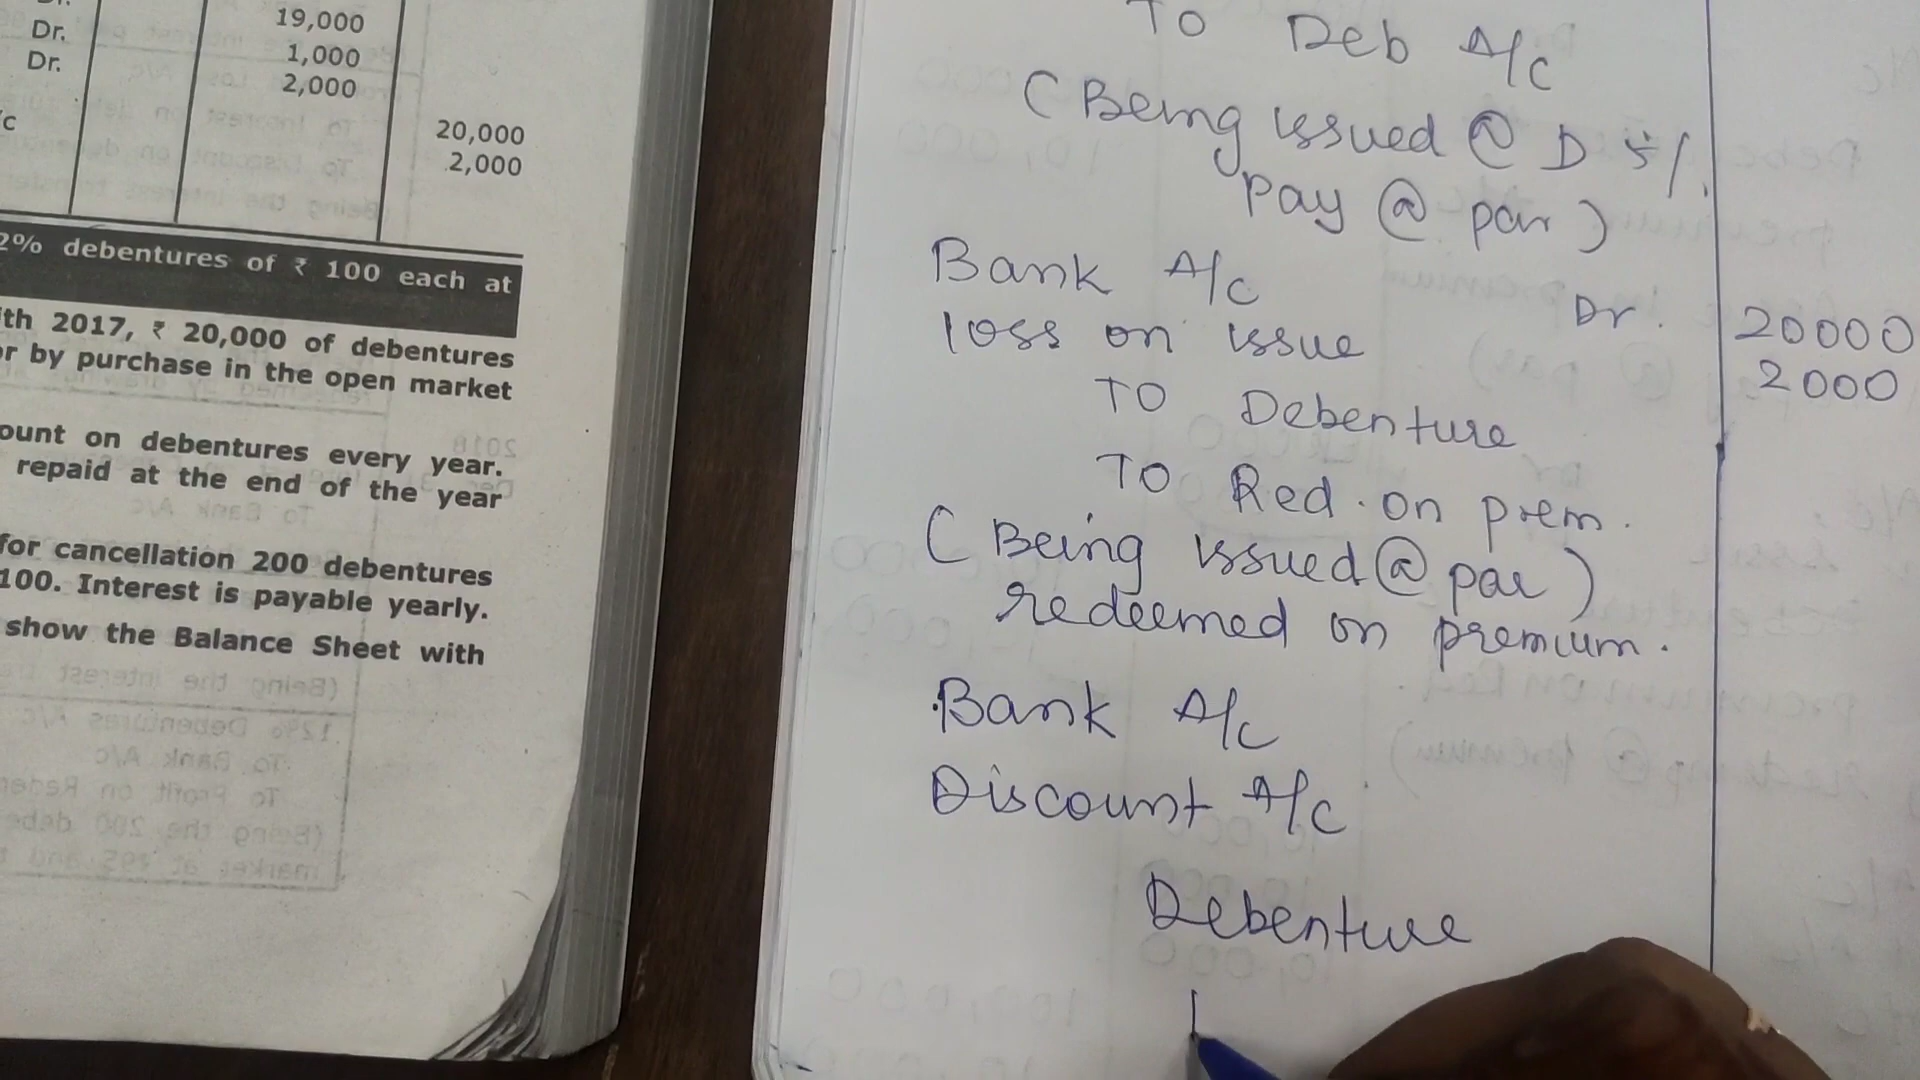 Dr.
Dr.
19,000
1,000
2,000
20,000
2,000
2% debentures of ₹ 100 each at
th 2017, ₹ 20,000 of debentures
or by purchase in the open market
ount on debentures every year.
repaid at the end of the year
for cancellation 200 debentures
100. Interest is payable yearly.
show the Balance Sheet with
To Deb A/c
(Being issued @ D 5%
pay @ par)
Bank A/c Dr. 20000
loss on issue 2000
TO Debenture
TO Red. on prem.
(Being issued @ par)
redeemed on premium.
Bank A/c
Discount A/c
Debenture